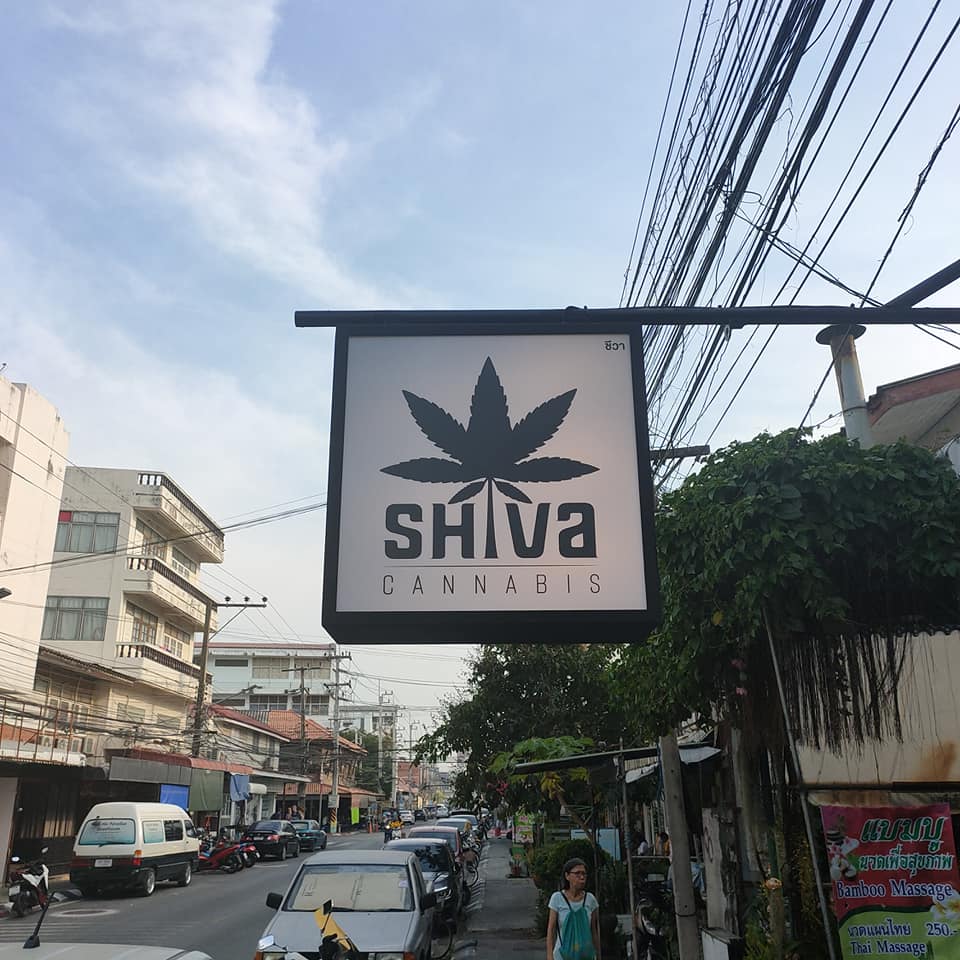 ชีวา
SHIVA
CANNABIS
แบมบู
นวดเพื่อสุขภาพ
Bamboo Massage
นวดแผนไทย 250.-
Thai Massage